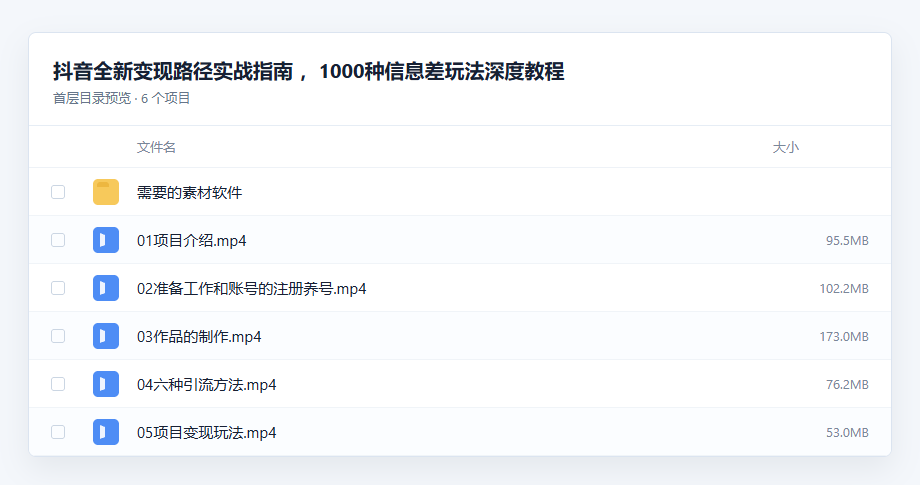 抖音全新变现路径实战指南 ，1000种信息差玩法深度教程
首层目录预览 · 6 个项目
文件名 大小
需要的素材软件
01项目介绍.mp4 95.5MB
02准备工作和账号的注册养号.mp4 102.2MB
03作品的制作.mp4 173.0MB
04六种引流方法.mp4 76.2MB
05项目变现玩法.mp4 53.0MB